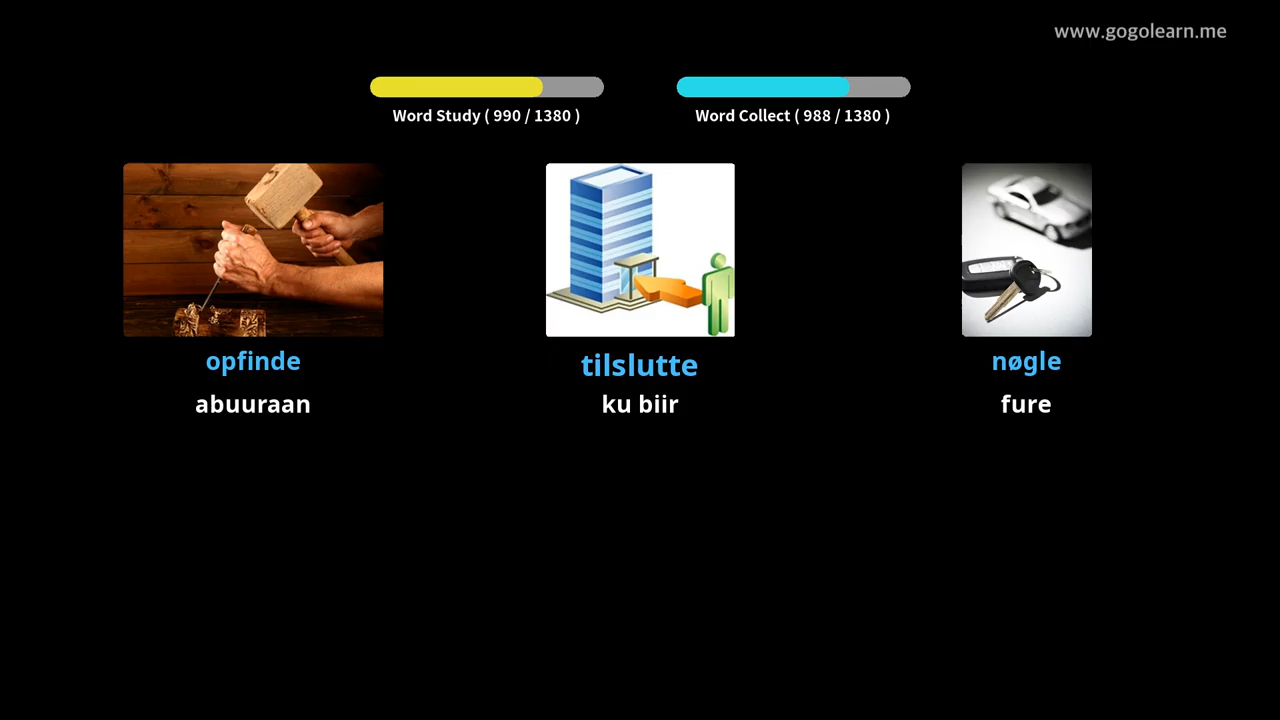 www.gogolearn.me
Word Study ( 990 / 1380 )
Word Collect ( 988 / 1380 )
opfinde
abuuraan
tilslutte
ku biir
nøgle
fure